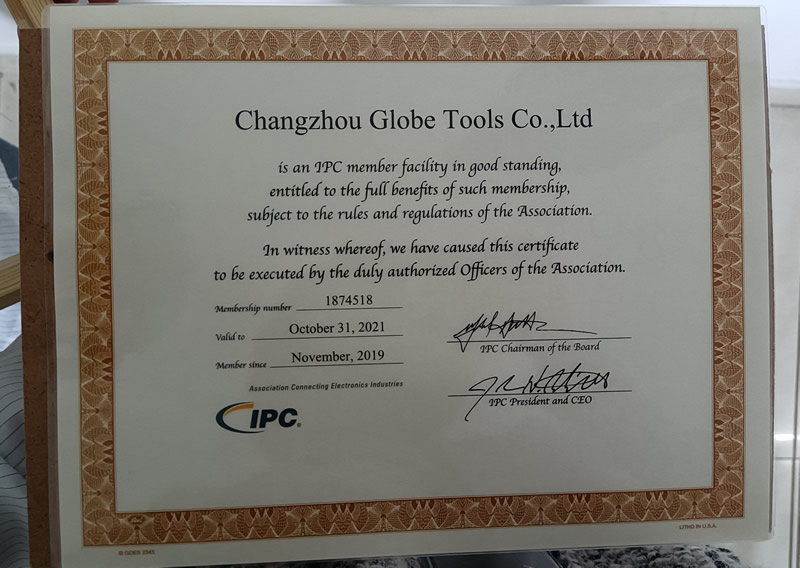 Changzhou Globe Tools Co.,Ltd
is an IPC member facility in good standing,
entitled to the full benefits of such membership,
subject to the rules and regulations of the Association.
In witness whereof, we have caused this certificate
to be executed by the duly authorized Officers of the Association.
Membership number 1874518
Valid to October 31, 2021
Member since November, 2019
IPC Chairman of the Board
IPC President and CEO
Association Connecting Electronics Industries
IPC®
LITHO IN U.S.A.